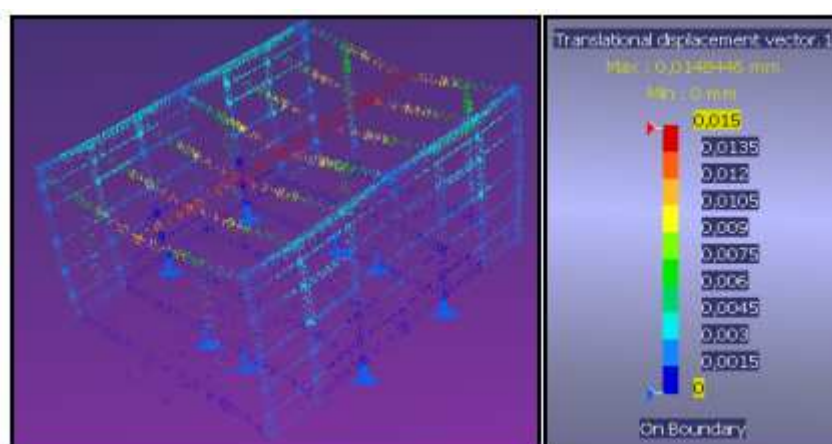 Translational displacement vector.1
Max : 0,0148446 mm
Min : 0 mm
0,015
0,0135
0,012
0,0105
0,009
0,0075
0,006
0,0045
0,003
0,0015
0
On Boundary